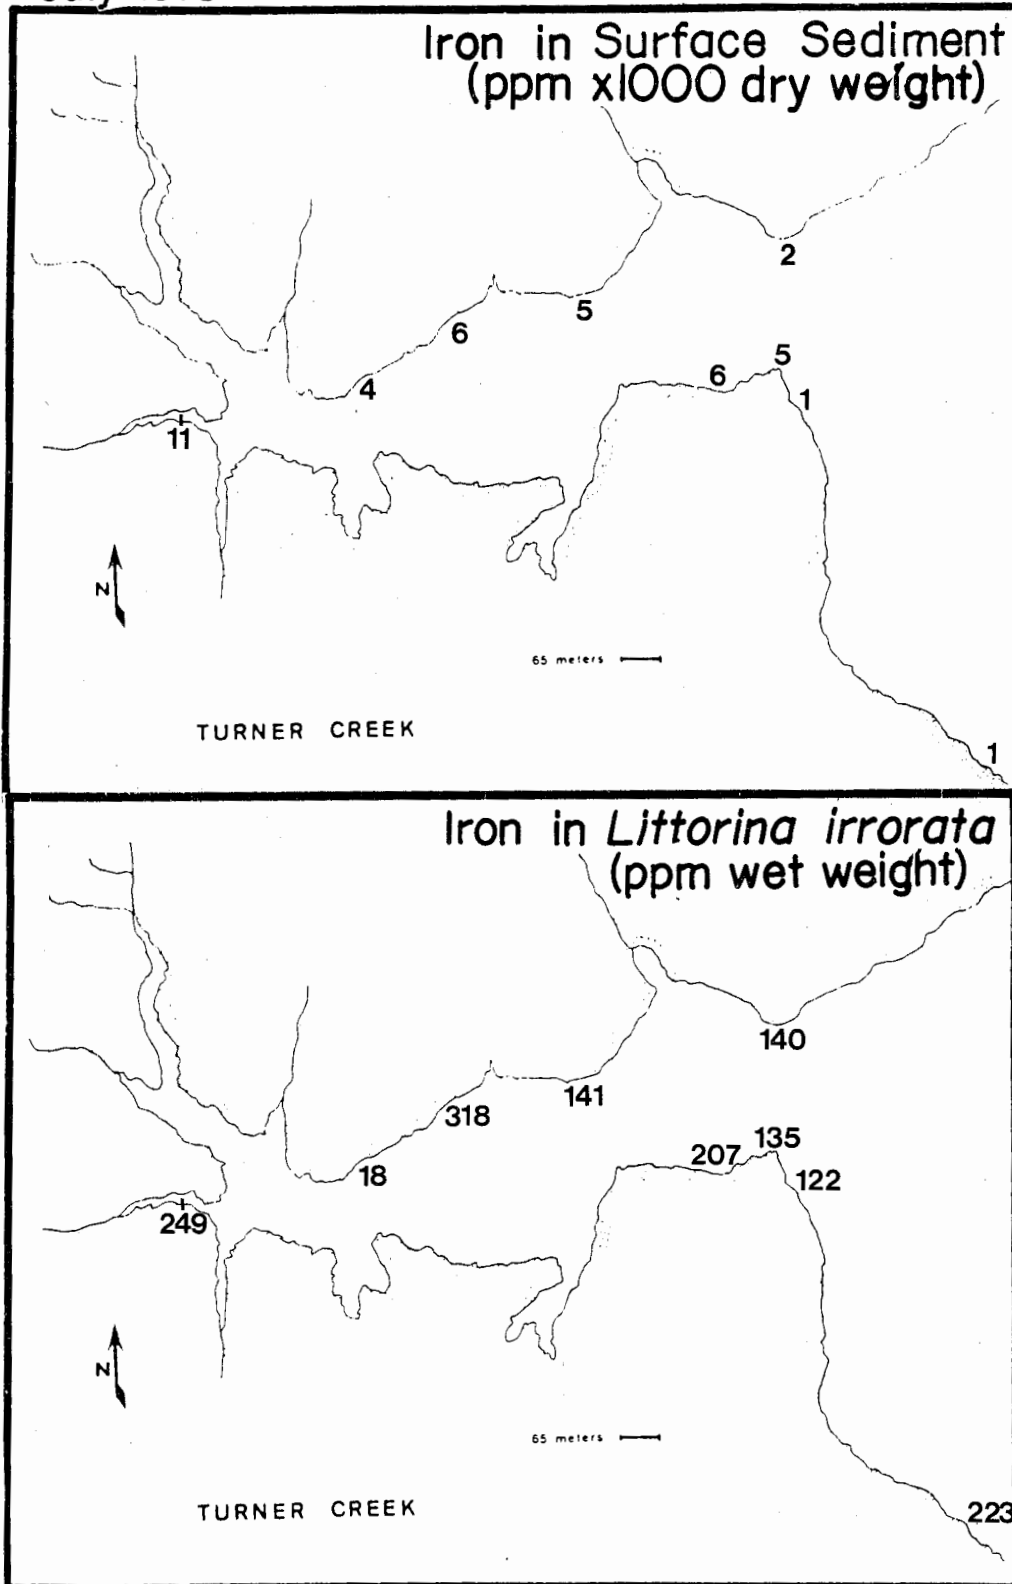 Iron in Surface Sediment
(ppm x1000 dry weight)
2
5
6
5
6
4
1
11
N
65 meters
TURNER CREEK
1
Iron in Littorina irrorata
(ppm wet weight)
140
141
318
135
207
18
122
249
N
65 meters
TURNER CREEK
223